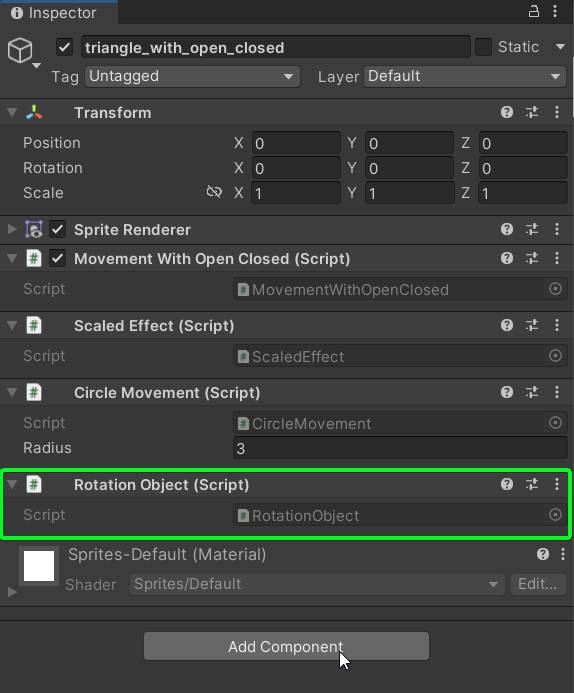 Inspector
triangle_with_open_closed Static
Tag Untagged Layer Default
Transform
Position X 0 Y 0 Z 0
Rotation X 0 Y 0 Z 0
Scale X 1 Y 1 Z 1
Sprite Renderer
# Movement With Open Closed (Script)
Script # MovementWithOpenClosed
# Scaled Effect (Script)
Script # ScaledEffect
# Circle Movement (Script)
Script # CircleMovement
Radius 3
# Rotation Object (Script)
Script # RotationObject
Sprites-Default (Material)
Shader Sprites/Default Edit...
Add Component